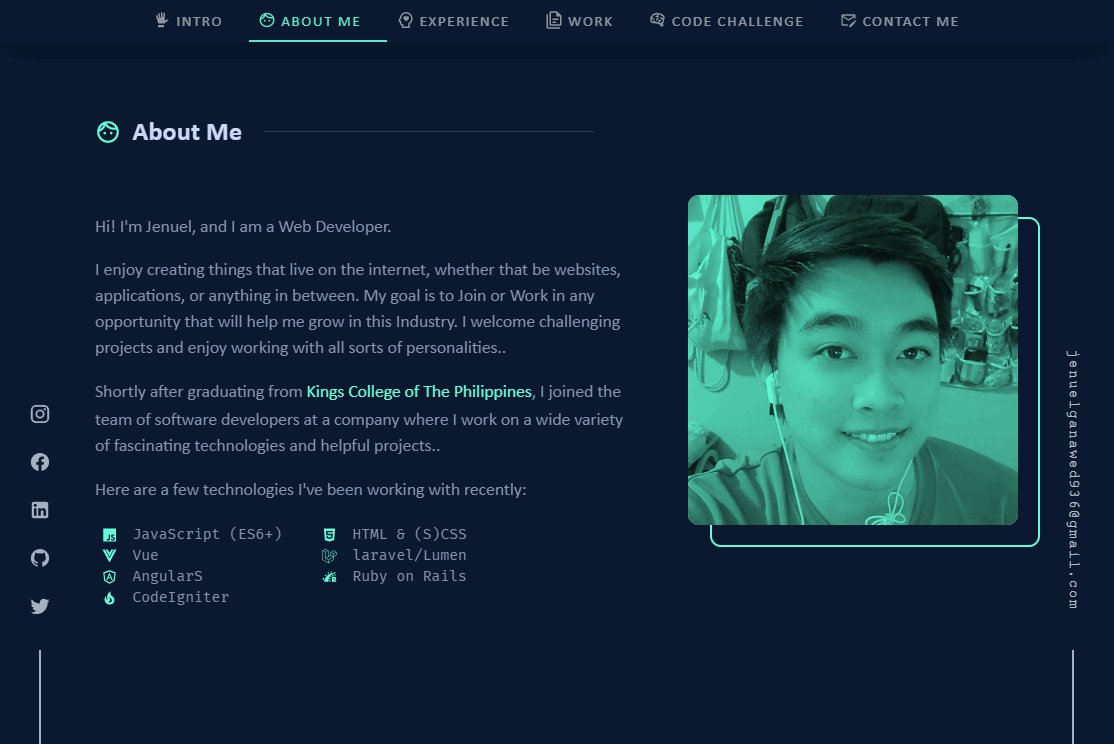 INTRO
ABOUT ME
EXPERIENCE
WORK
CODE CHALLENGE
CONTACT ME
About Me
Hi! I'm Jenuel, and I am a Web Developer.
I enjoy creating things that live on the internet, whether that be websites,
applications, or anything in between. My goal is to Join or Work in any
opportunity that will help me grow in this Industry. I welcome challenging
projects and enjoy working with all sorts of personalities..
Shortly after graduating from Kings College of The Philippines, I joined the
team of software developers at a company where I work on a wide variety
of fascinating technologies and helpful projects..
Here are a few technologies I've been working with recently:
JavaScript (ES6+)
HTML & (S)CSS
Vue
laravel/Lumen
AngularS
Ruby on Rails
CodeIgniter
jenuelganawed936@gmail.com